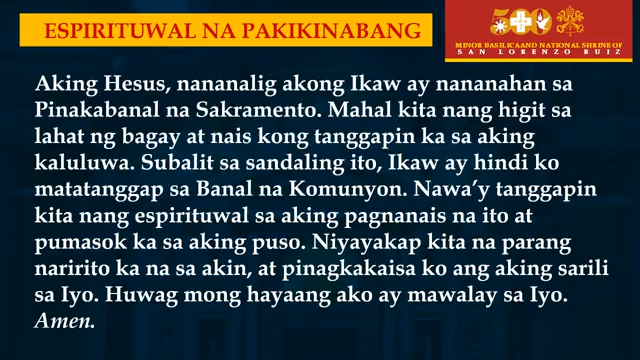 ESPIRITUWAL NA PAKIKINABANG
500
MINOR BASILICA AND NATIONAL SHRINE OF
SAN LORENZO RUIZ
Aking Hesus, nananalig akong Ikaw ay nananahan sa
Pinakabanal na Sakramento. Mahal kita nang higit sa
lahat ng bagay at nais kong tanggapin ka sa aking
kaluluwa. Subalit sa sandaling ito, Ikaw ay hindi ko
matatanggap sa Banal na Komunyon. Nawa’y tanggapin
kita nang espirituwal sa aking pagnanais na ito at
pumasok ka sa aking puso. Niyayakap kita na parang
naririto ka na sa akin, at pinagkakaisa ko ang aking sarili
sa Iyo. Huwag mong hayaang ako ay mawalay sa Iyo.
Amen.